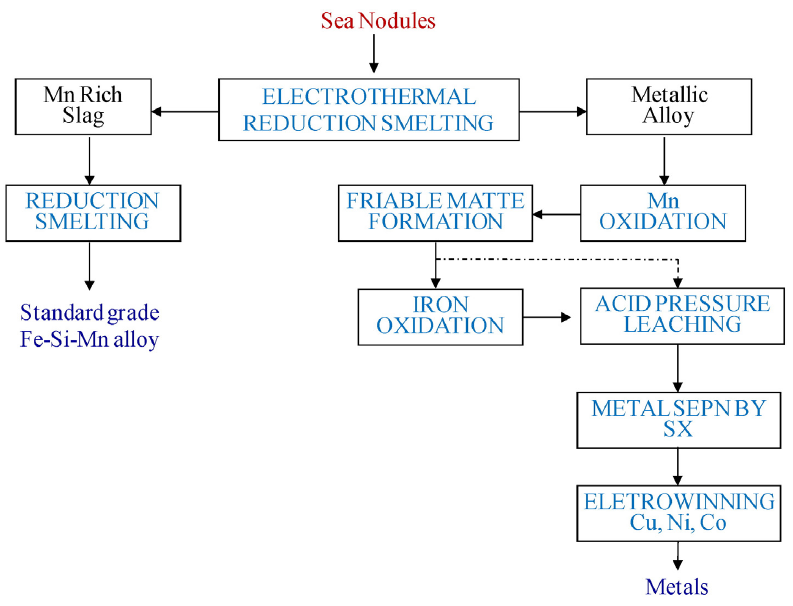 Sea Nodules
Mn Rich
Slag
ELECTROTHERMAL
REDUCTION SMELTING
Metallic
Alloy
REDUCTION
SMELTING
FRIABLE MATTE
FORMATION
Mn
OXIDATION
Standard grade
Fe-Si-Mn alloy
IRON
OXIDATION
ACID PRESSURE
LEACHING
METAL SEPN BY
SX
ELETROWINNING
Cu, Ni, Co
Metals